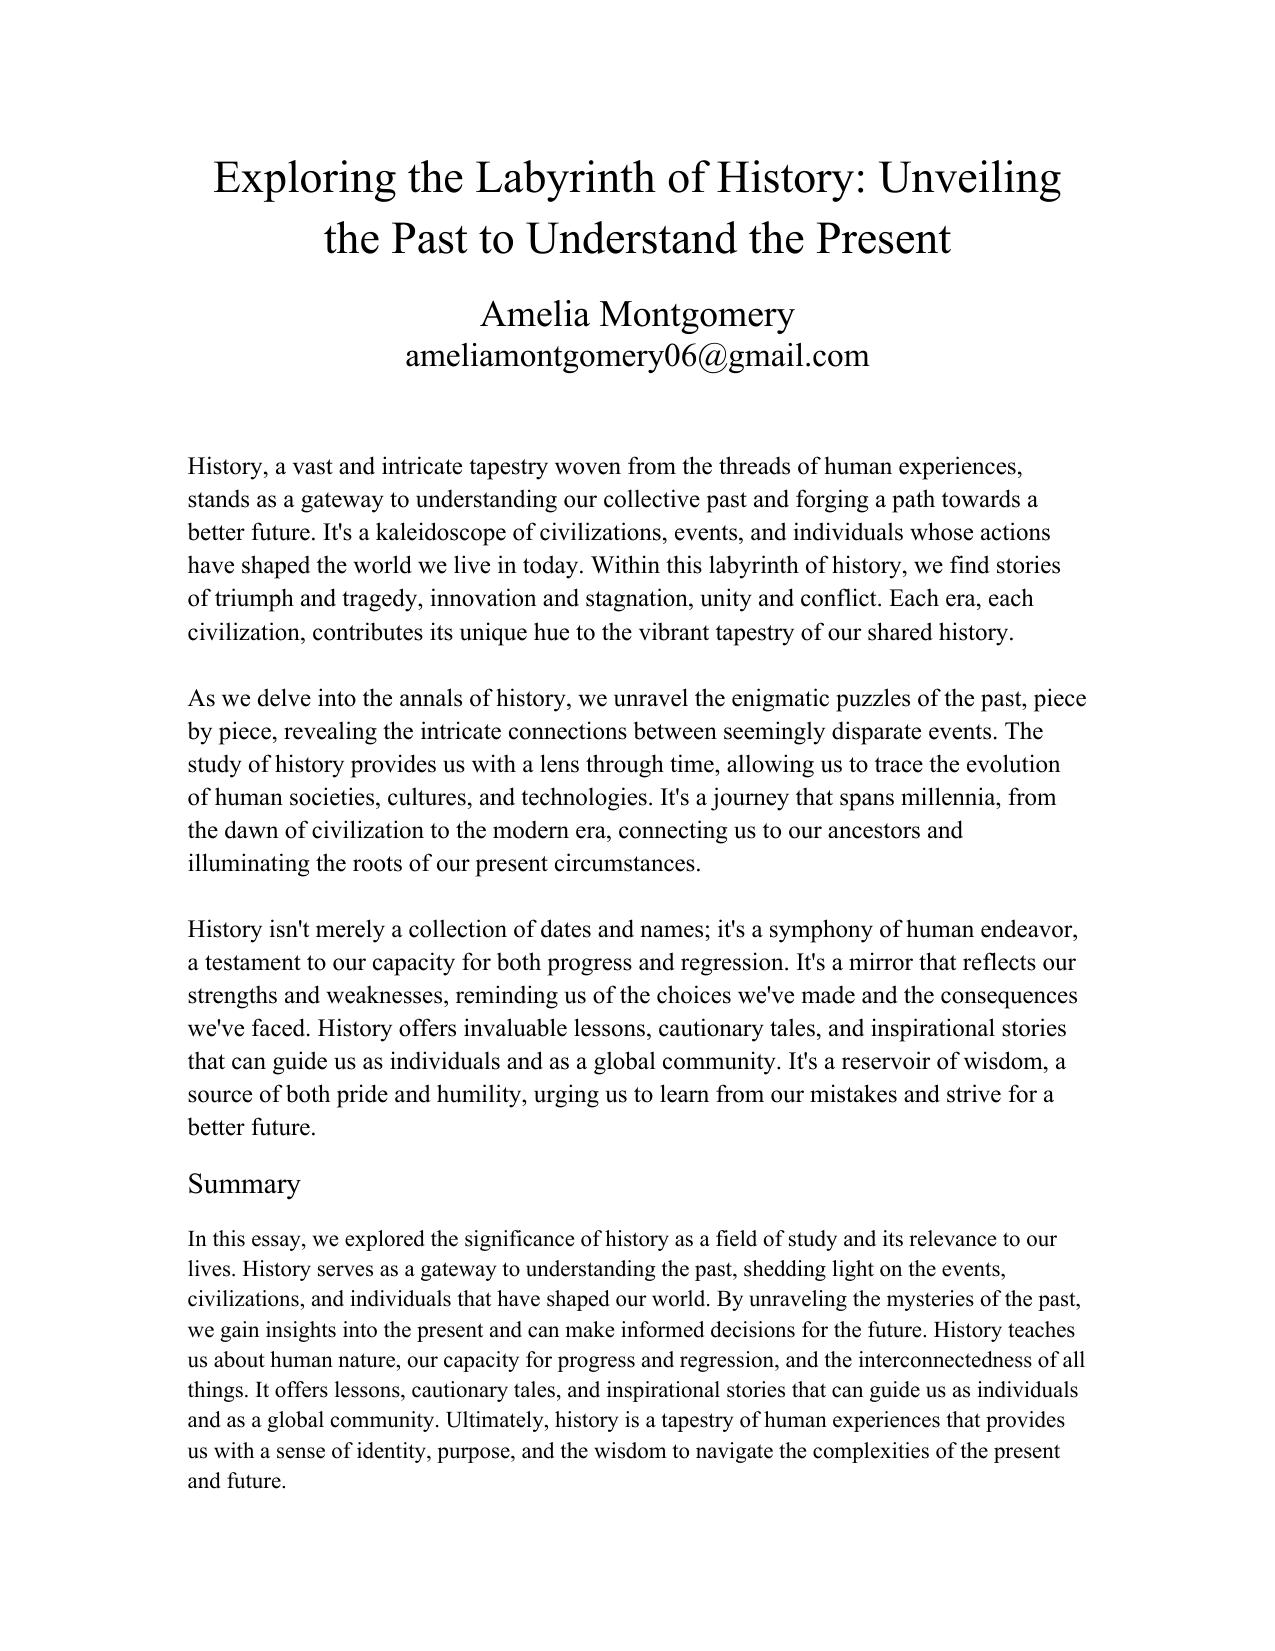 Exploring the Labyrinth of History: Unveiling
the Past to Understand the Present
Amelia Montgomery
ameliamontgomery06@gmail.com
History, a vast and intricate tapestry woven from the threads of human experiences,
stands as a gateway to understanding our collective past and forging a path towards a
better future. It's a kaleidoscope of civilizations, events, and individuals whose actions
have shaped the world we live in today. Within this labyrinth of history, we find stories
of triumph and tragedy, innovation and stagnation, unity and conflict. Each era, each
civilization, contributes its unique hue to the vibrant tapestry of our shared history.
As we delve into the annals of history, we unravel the enigmatic puzzles of the past, piece
by piece, revealing the intricate connections between seemingly disparate events. The
study of history provides us with a lens through time, allowing us to trace the evolution
of human societies, cultures, and technologies. It's a journey that spans millennia, from
the dawn of civilization to the modern era, connecting us to our ancestors and
illuminating the roots of our present circumstances.
History isn't merely a collection of dates and names; it's a symphony of human endeavor,
a testament to our capacity for both progress and regression. It's a mirror that reflects our
strengths and weaknesses, reminding us of the choices we've made and the consequences
we've faced. History offers invaluable lessons, cautionary tales, and inspirational stories
that can guide us as individuals and as a global community. It's a reservoir of wisdom, a
source of both pride and humility, urging us to learn from our mistakes and strive for a
better future.
Summary
In this essay, we explored the significance of history as a field of study and its relevance to our
lives. History serves as a gateway to understanding the past, shedding light on the events,
civilizations, and individuals that have shaped our world. By unraveling the mysteries of the past,
we gain insights into the present and can make informed decisions for the future. History teaches
us about human nature, our capacity for progress and regression, and the interconnectedness of all
things. It offers lessons, cautionary tales, and inspirational stories that can guide us as individuals
and as a global community. Ultimately, history is a tapestry of human experiences that provides
us with a sense of identity, purpose, and the wisdom to navigate the complexities of the present
and future.